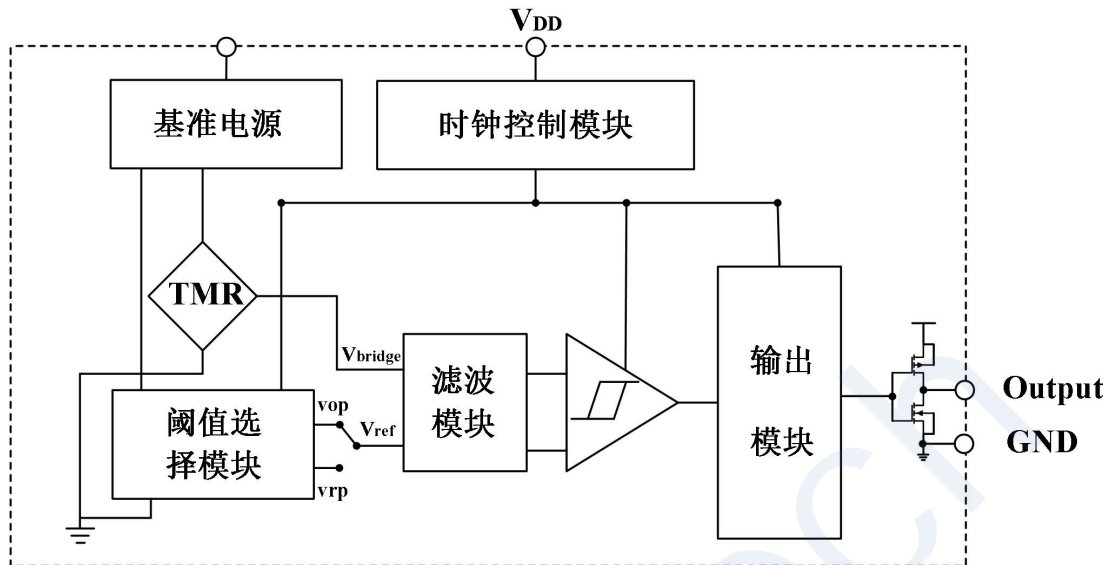 VDD
基准电源
时钟控制模块
TMR
Vbridge
滤波
模块
输出
模块
阈值选
择模块
vop
Vref
vrp
Output
GND